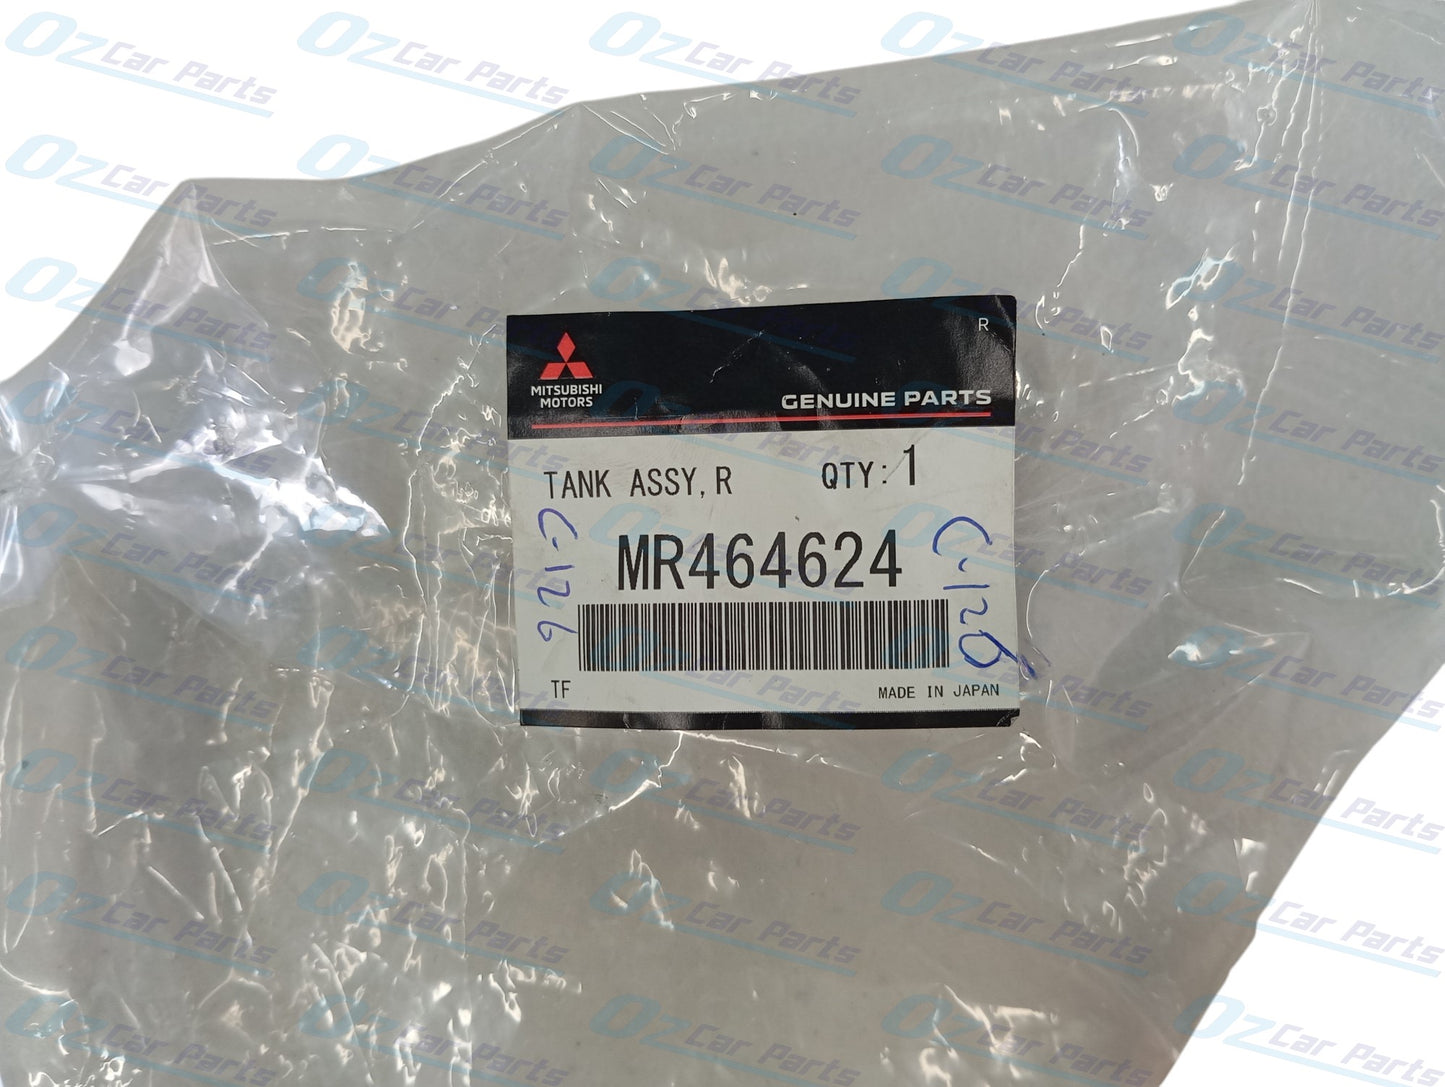 R
MITSUBISHI
MOTORS
GENUINE PARTS
TANK ASSY, R QTY: 1
MR464624
C-126
C-126
TF
MADE IN JAPAN
Oz Car Parts